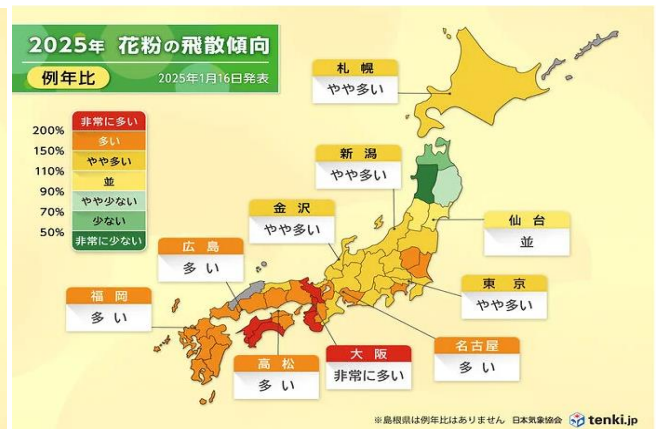 2025年 花粉の飛散傾向
例年比
2025年1月16日発表
非常に多い
200%
多い
150%
やや多い
110%
並
90%
やや少ない
70%
少ない
50%
非常に少ない
札幌
やや多い
新潟
やや多い
金沢
やや多い
仙台
並
広島
多い
東京
やや多い
福岡
多い
名古屋
多い
高松
多い
大阪
非常に多い
※島根県は例年比はありません 日本気象協会 tenki.jp